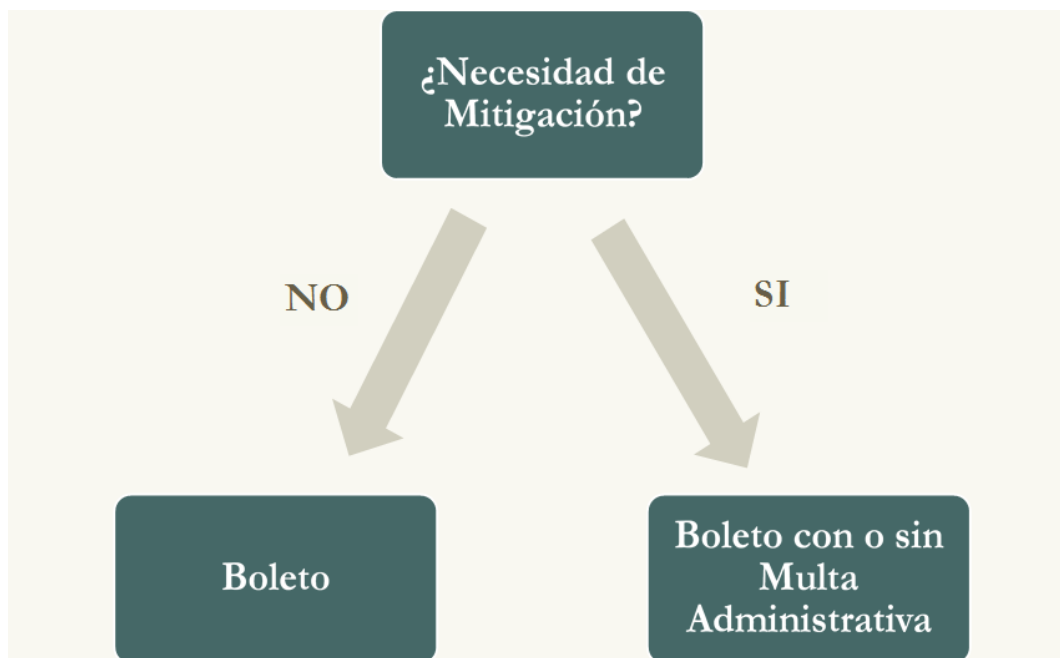 ¿Necesidad de
Mitigación?
NO
SI
Boleto
Boleto con o sin
Multa
Administrativa